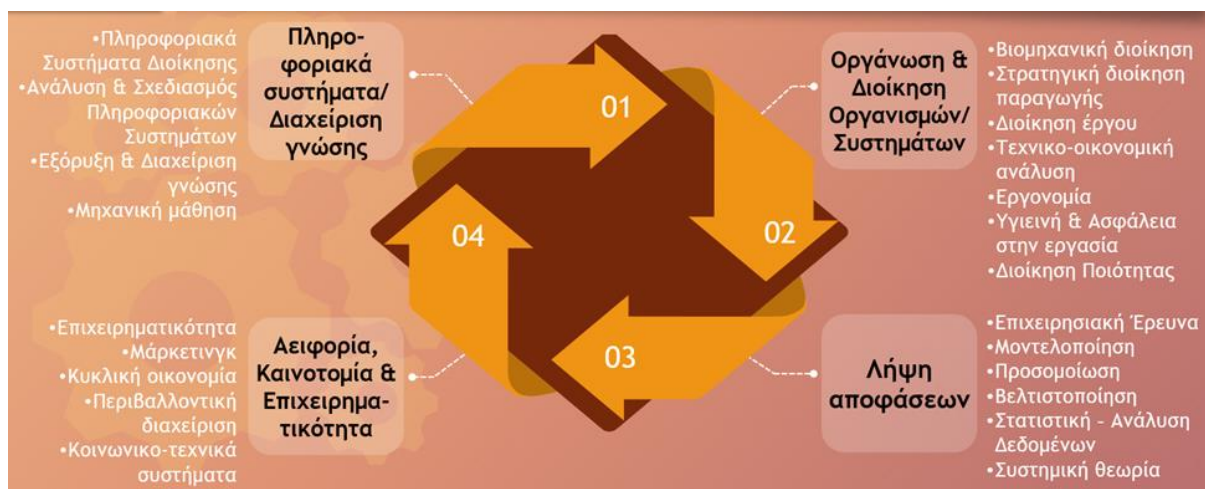 •Πληροφοριακά
Συστήματα Διοίκησης
•Ανάλυση & Σχεδιασμός
Πληροφοριακών
Συστημάτων
•Εξόρυξη & Διαχείριση
γνώσης
•Μηχανική μάθηση
Πληρο-
φοριακά
συστήματα/
Διαχείριση
γνώσης
01
Οργάνωση &
Διοίκηση
Οργανισμών/
Συστημάτων
•Βιομηχανική διοίκηση
•Στρατηγική διοίκηση
παραγωγής
•Διοίκηση έργου
•Τεχνικο-οικονομική
ανάλυση
•Εργονομία
•Υγιεινή & Ασφάλεια
στην εργασία
•Διοίκηση Ποιότητας
02
04
03
•Επιχειρηματικότητα
•Μάρκετινγκ
•Κυκλική οικονομία
•Περιβαλλοντική
διαχείριση
•Κοινωνικο-τεχνικά
συστήματα
Αειφορία,
Καινοτομία &
Επιχειρημα-
τικότητα
Λήψη
αποφάσεων
•Επιχειρησιακή Έρευνα
•Μοντελοποίηση
•Προσομοίωση
•Βελτιστοποίηση
•Στατιστική – Ανάλυση
Δεδομένων
•Συστημική θεωρία